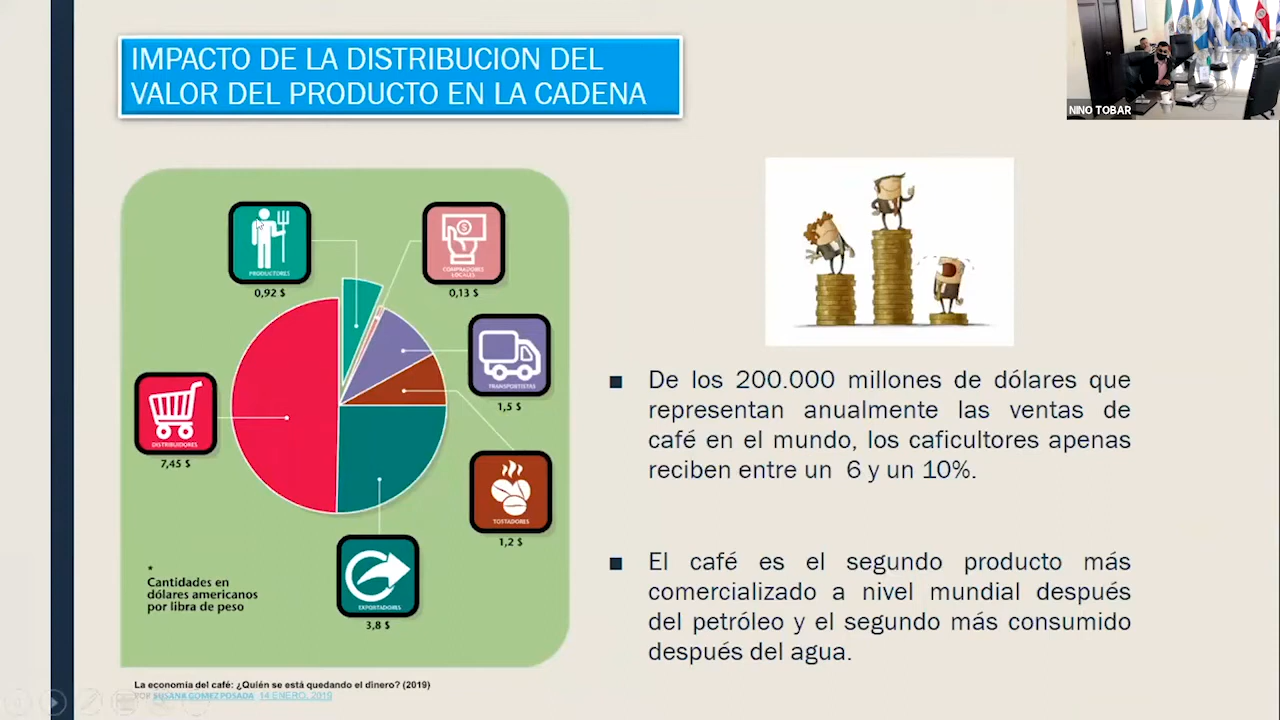 IMPACTO DE LA DISTRIBUCION DEL
VALOR DEL PRODUCTO EN LA CADENA
NINO TOBAR
PRODUCTORES
0,92 $
COMPRADORES
LOCALES
0,13 $
TRANSPORTISTAS
1,5 $
DISTRIBUIDORES
7,45 $
TOSTADORES
1,2 $
EXPORTADORES
3,8 $
*
Cantidades en
dólares americanos
por libra de peso
■ De los 200.000 millones de dólares que
representan anualmente las ventas de
café en el mundo, los caficultores apenas
reciben entre un 6 y un 10%.
■ El café es el segundo producto más
comercializado a nivel mundial después
del petróleo y el segundo más consumido
después del agua.
La economía del café: ¿Quién se está quedando el dinero? (2019)
POR SUSANA GOMEZ POSADA 14 ENERO, 2019